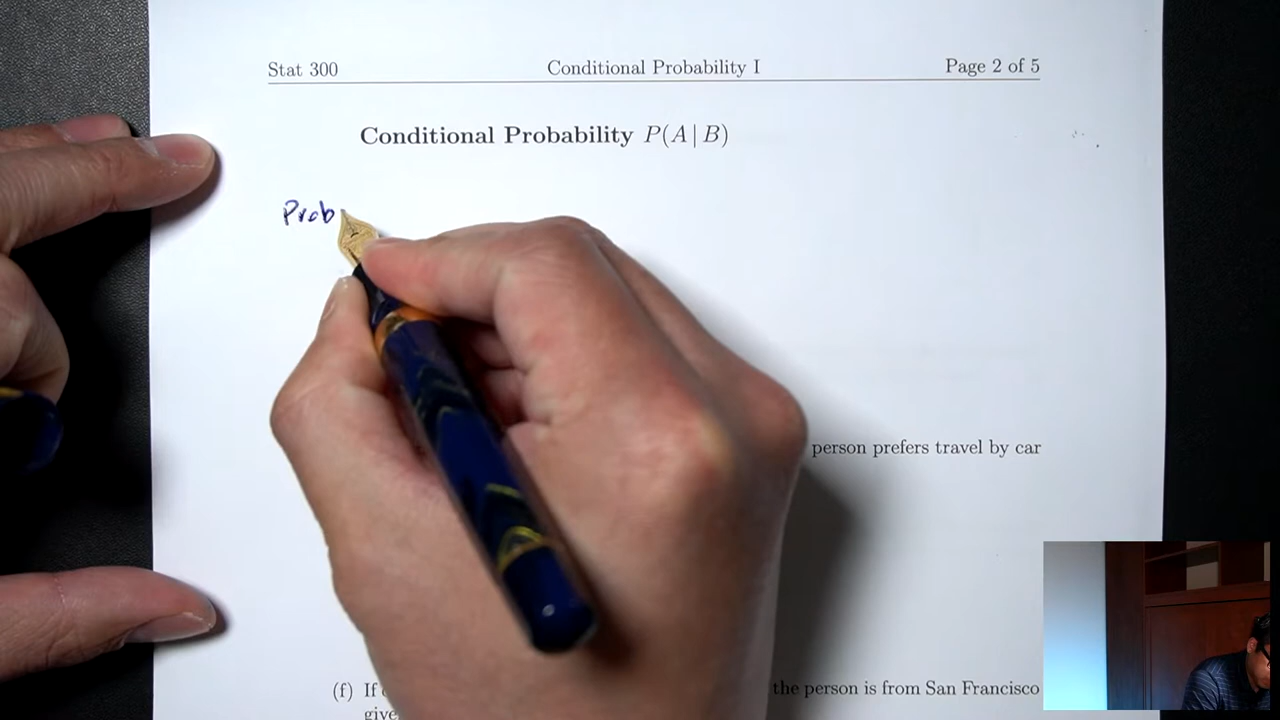 Stat 300 Conditional Probability I Page 2 of 5
Conditional Probability P(A | B)
Prob
person prefers travel by car
(f) If the person is from San Francisco
give